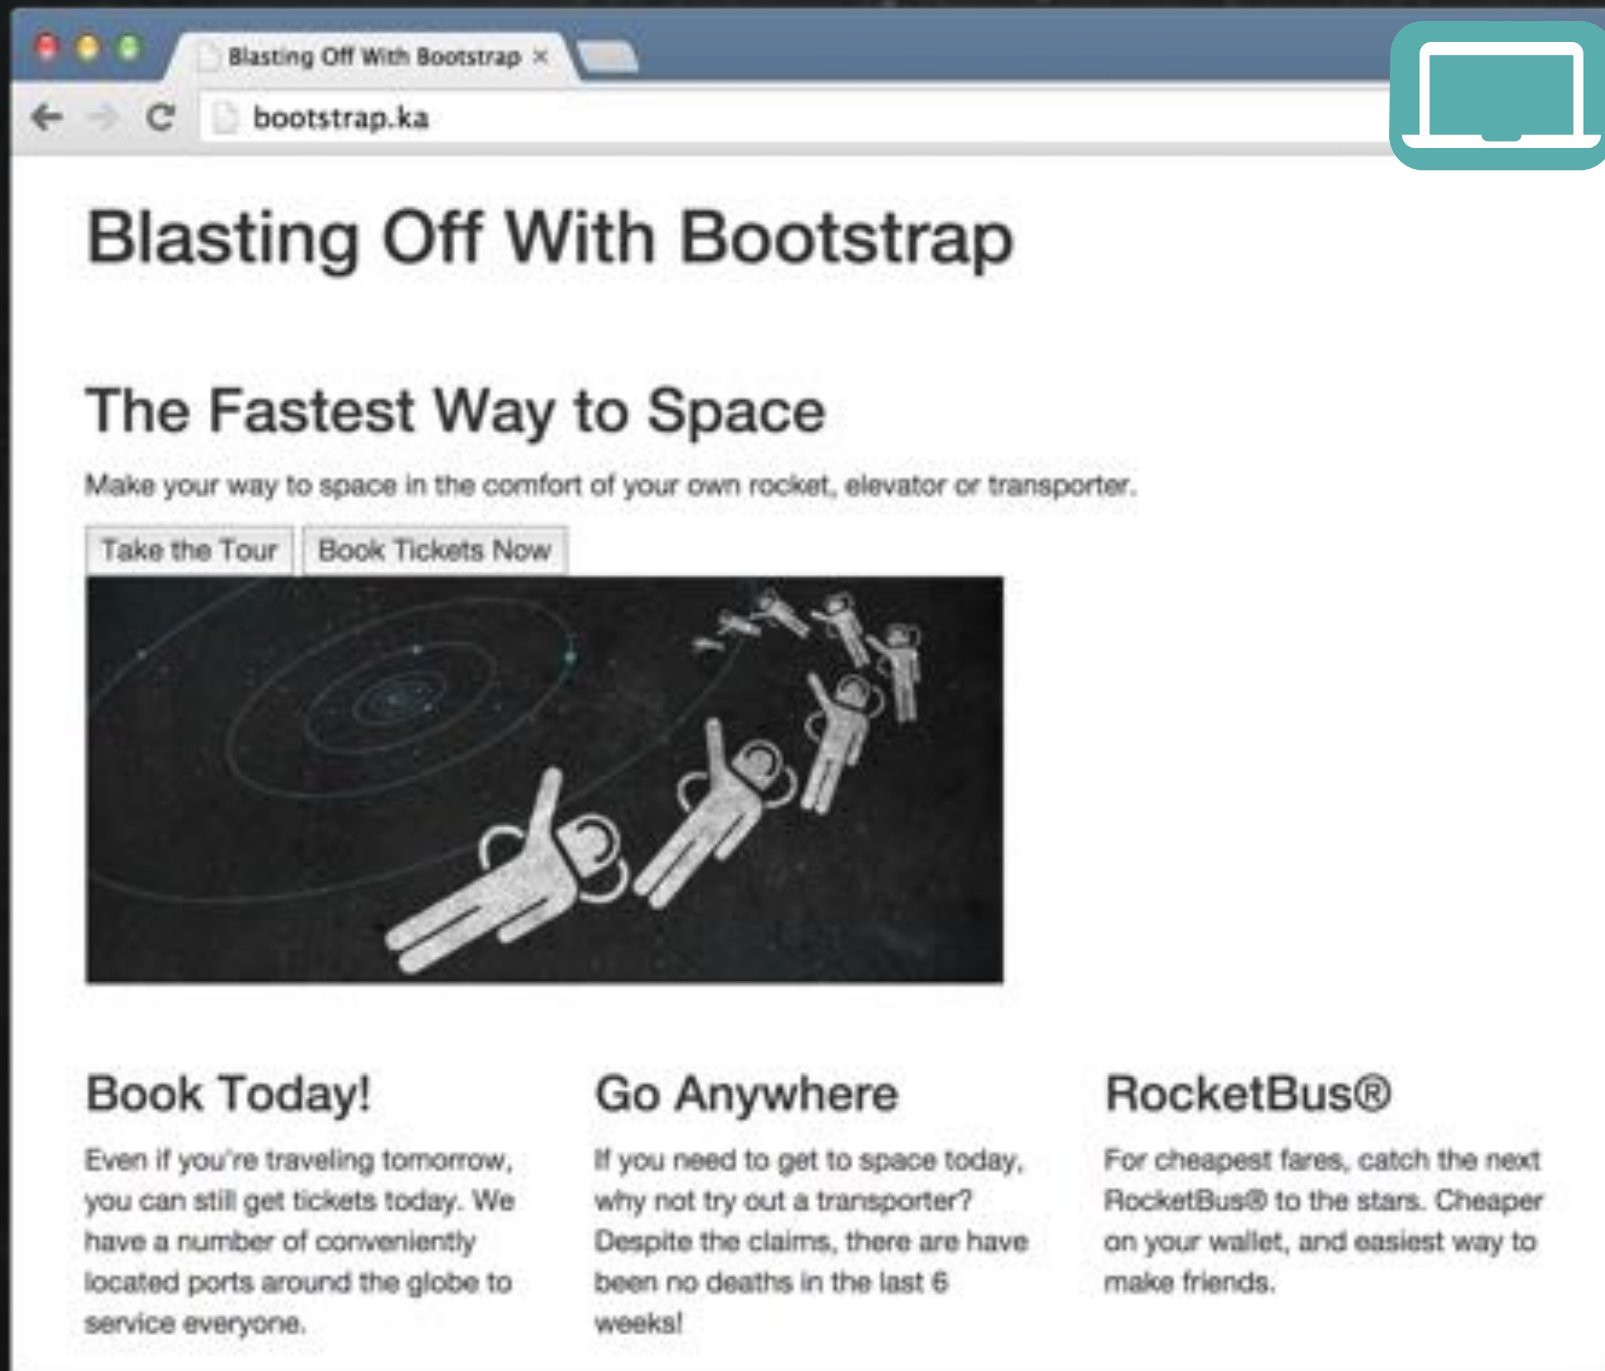 Blasting Off With Bootstrap ×
bootstrap.ka
Blasting Off With Bootstrap
The Fastest Way to Space
Make your way to space in the comfort of your own rocket, elevator or transporter.
Take the Tour
Book Tickets Now
Book Today!
Even if you're traveling tomorrow,
you can still get tickets today. We
have a number of conveniently
located ports around the globe to
service everyone.
Go Anywhere
If you need to get to space today,
why not try out a transporter?
Despite the claims, there are have
been no deaths in the last 6
weeks!
RocketBus®
For cheapest fares, catch the next
RocketBus® to the stars. Cheaper
on your wallet, and easiest way to
make friends.